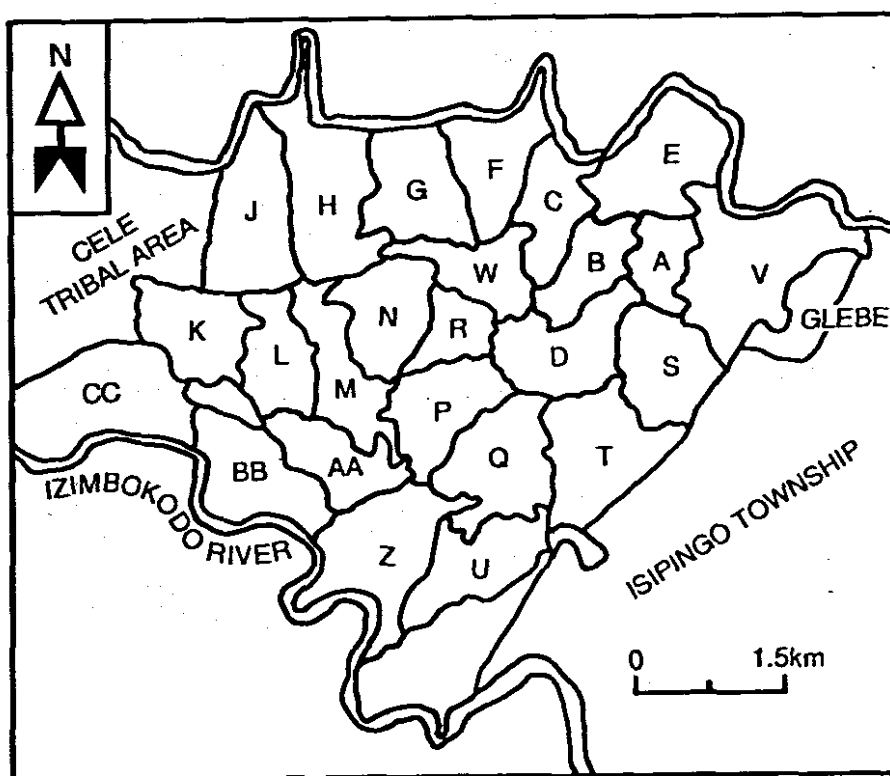 N
E
F
G
C
H
J
CELE
TRIBAL AREA
W
B
A
V
GLEBE
N
R
K
L
D
S
M
CC
P
BB
AA
Q
T
IZIMBOKODO RIVER
Z
U
ISIPINGO TOWNSHIP
0 1.5km